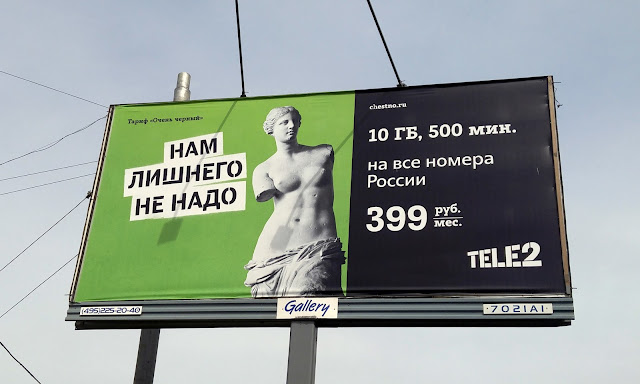 Тариф «Очень черный»
НАМ
ЛИШНЕГО
НЕ НАДО
chestno.ru
10 ГБ, 500 мин.
на все номера
России
399 руб.
мес.
TELE2
(495)225-20-40
Gallery
7021A1